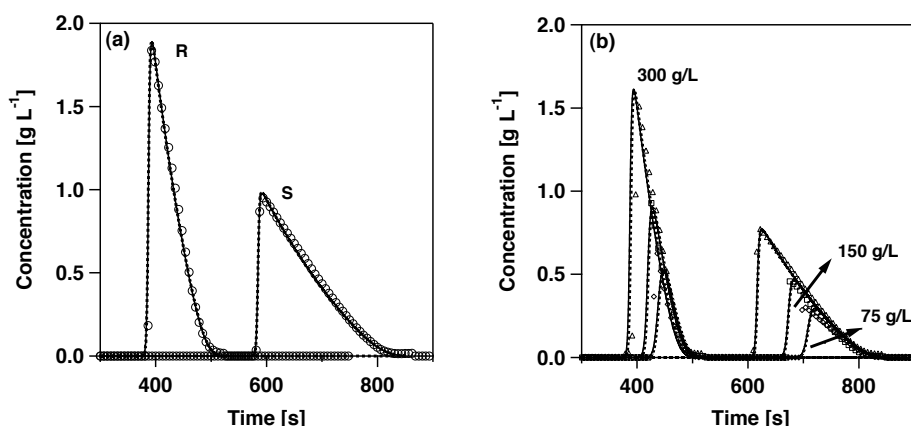 (a)
R
S
2.0
1.5
1.0
0.5
0.0
Concentration [g L⁻¹]
400
600
800
Time [s]
(b)
300 g/L
150 g/L
75 g/L
2.0
1.5
1.0
0.5
0.0
Concentration [g L⁻¹]
400
600
800
Time [s]